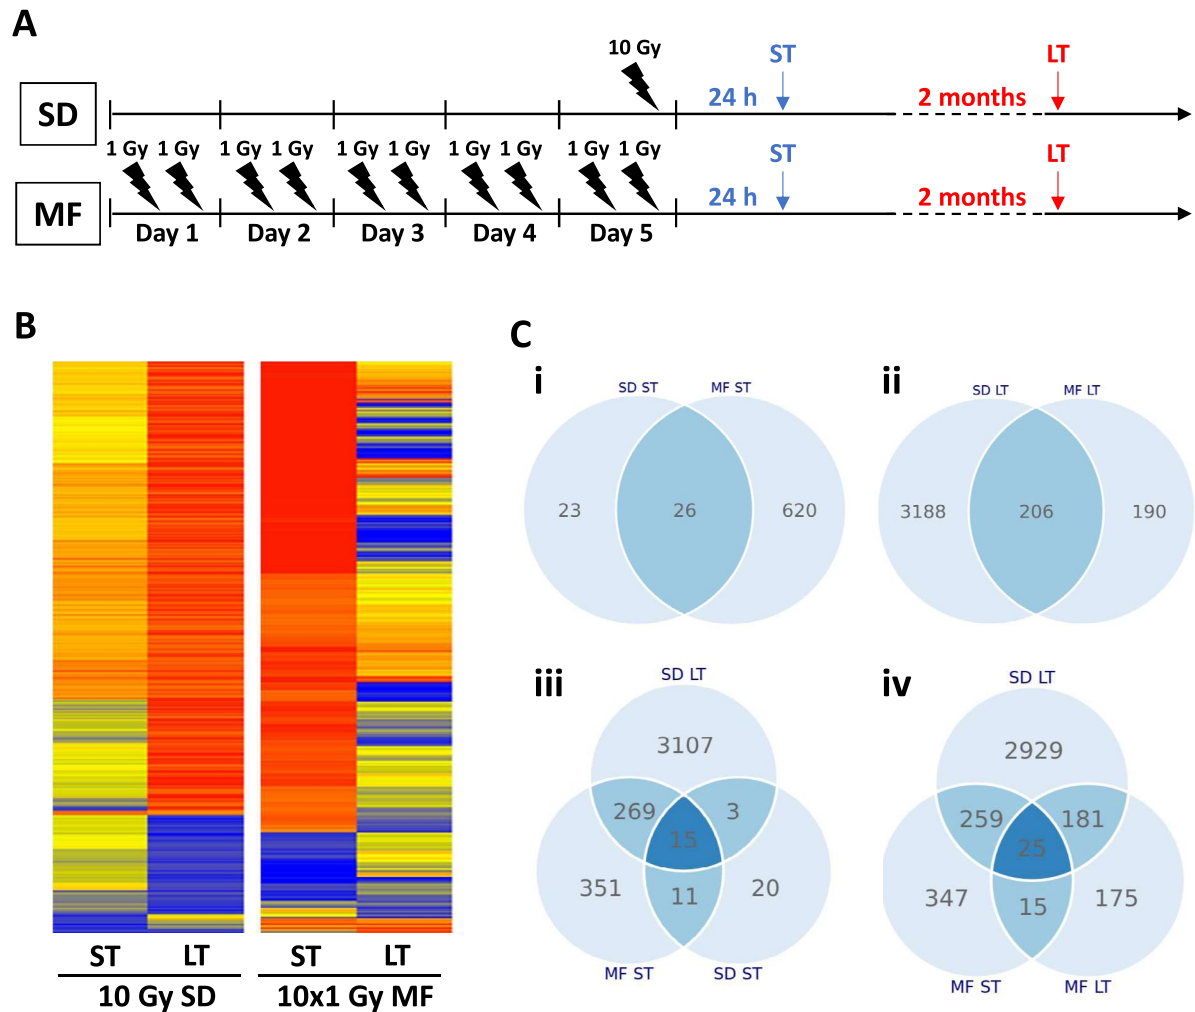 A
10 Gy
ST
LT
SD
24 h
2 months
1 Gy 1 Gy 1 Gy 1 Gy 1 Gy 1 Gy 1 Gy 1 Gy 1 Gy 1 Gy
ST
LT
MF
24 h
2 months
Day 1 Day 2 Day 3 Day 4 Day 5
B
ST LT ST LT
10 Gy SD 10x1 Gy MF
C
i
SD ST MF ST
23 26 620
ii
SD LT MF LT
3188 206 190
iii
SD LT
3107
269 3
15
351 11 20
MF ST SD ST
iv
SD LT
2929
259 181
25
347 15 175
MF ST MF LT